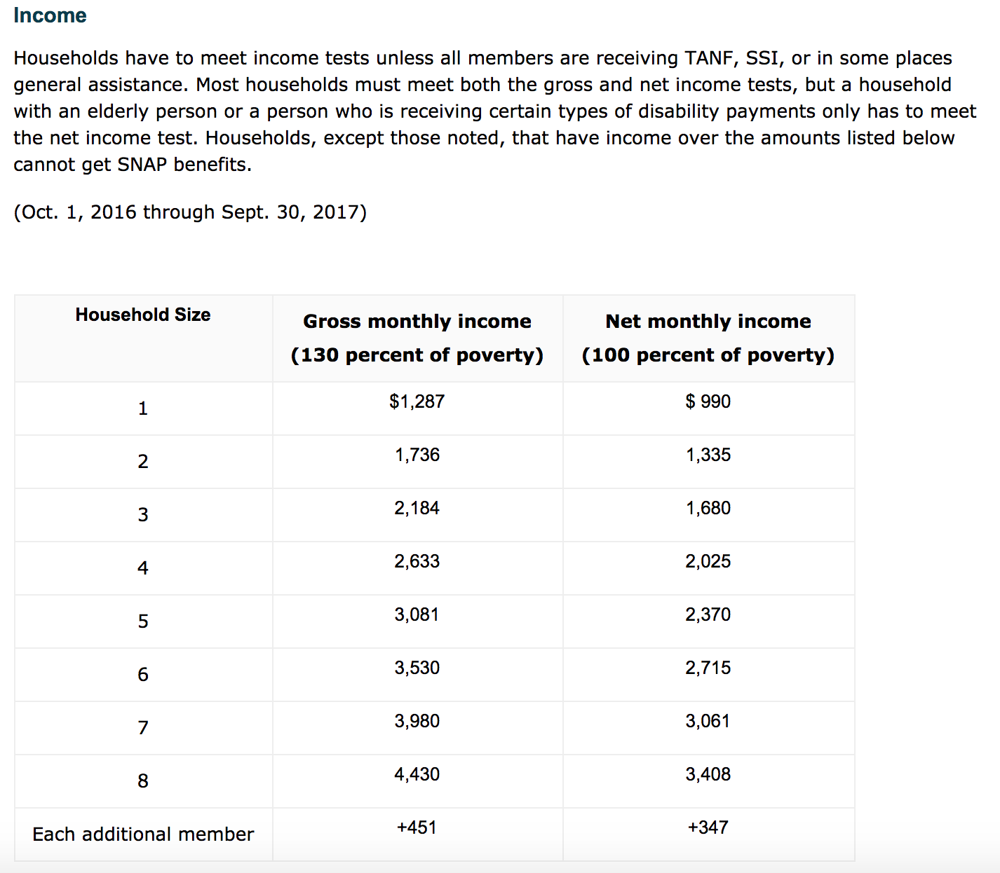 Income
Households have to meet income tests unless all members are receiving TANF, SSI, or in some places
general assistance. Most households must meet both the gross and net income tests, but a household
with an elderly person or a person who is receiving certain types of disability payments only has to meet
the net income test. Households, except those noted, that have income over the amounts listed below
cannot get SNAP benefits.
(Oct. 1, 2016 through Sept. 30, 2017)
Household Size Gross monthly income Net monthly income
(130 percent of poverty) (100 percent of poverty)
1 $1,287 $ 990
2 1,736 1,335
3 2,184 1,680
4 2,633 2,025
5 3,081 2,370
6 3,530 2,715
7 3,980 3,061
8 4,430 3,408
Each additional member +451 +347